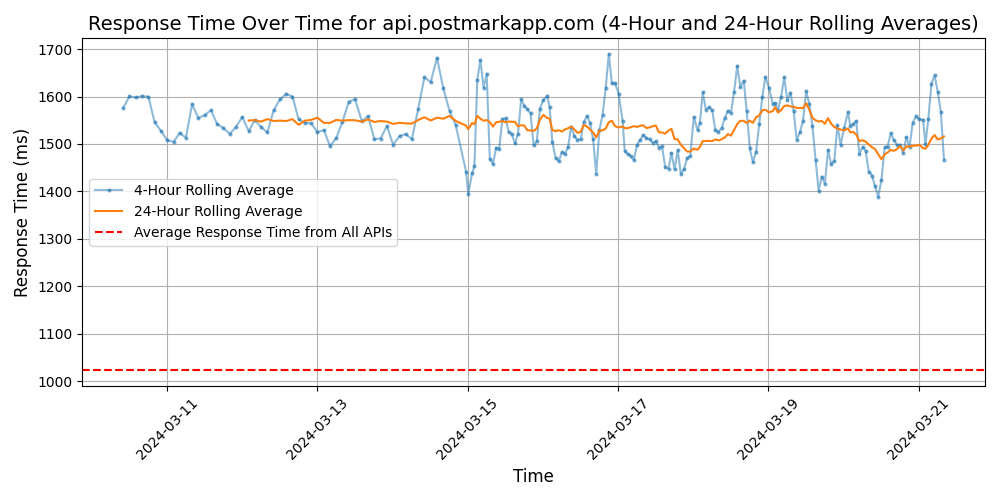 Response Time Over Time for api.postmarkapp.com (4-Hour and 24-Hour Rolling Averages)
Response Time (ms)
1700
1600
1500
1400
1300
1200
1100
1000
4-Hour Rolling Average
24-Hour Rolling Average
Average Response Time from All APIs
2024-03-11
2024-03-13
2024-03-15
2024-03-17
2024-03-19
2024-03-21
Time